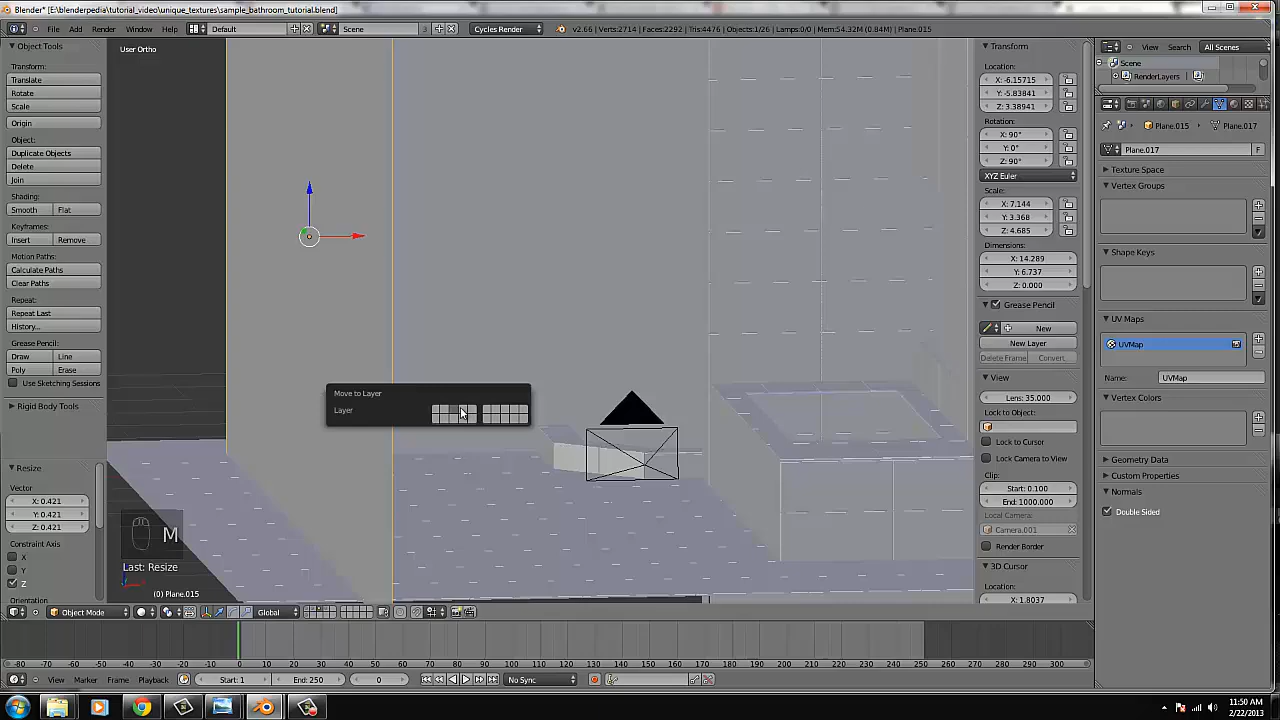 Blender* [E:\blenderpedia\tutorial_video\unique_textures\sample_bathroom_tutorial.blend]
File Add Render Window Help Default Scene 3 Cycles Render v2.66 | Verts:2714 | Faces:2292 | Tris:4476 | Objects:1/26 | Lamps:0/0 | Mem:54.32M (0.84M) | Plane.015
View Search All Scenes
Object Tools
Transform:
Translate
Rotate
Scale
Origin
Object:
Duplicate Objects
Delete
Join
Shading:
Smooth Flat
Keyframes:
Insert Remove
Motion Paths:
Calculate Paths
Clear Paths
Repeat:
Repeat Last
History...
Grease Pencil:
Draw Line
Poly Erase
Use Sketching Sessions
Rigid Body Tools
Resize
Vector
X: 0.421
Y: 0.421
Z: 0.421
Constraint Axis
X
Y
Z
Orientation
User Ortho
Move to Layer
Layer
M
Last: Resize
(0) Plane.015
Object Mode Global
Transform
Location:
X: -6.15715
Y: -5.83841
Z: 3.38941
Rotation:
X: 90°
Y: 0°
Z: 90°
XYZ Euler
Scale:
X: 7.144
Y: 3.368
Z: 4.685
Dimensions:
X: 14.289
Y: 6.737
Z: 0.000
Grease Pencil
New
New Layer
Delete Frame Convert
View
Lens: 35.000
Lock to Object:
Lock to Cursor
Lock Camera to View
Clip:
Start: 0.100
End: 1000.000
Local Camera:
Camera.001
Render Border
3D Cursor
Location:
X: 1.8037
Scene
RenderLayers
Plane.015 Plane.017
Plane.017 F
Texture Space
Vertex Groups
Shape Keys
UV Maps
UVMap
Name: UVMap
Vertex Colors
Geometry Data
Custom Properties
Normals
Double Sided
-80 -70 -60 -50 -40 -30 -20 -10 0 10 20 30 40 50 60 70 80 90 100 110 120 130 140 150 160 170 180 190 200 210 220 230 240 250 260 270 280 290 300
View Marker Frame Playback Start: 1 End: 250 0 No Sync
11:50 AM
2/22/2013